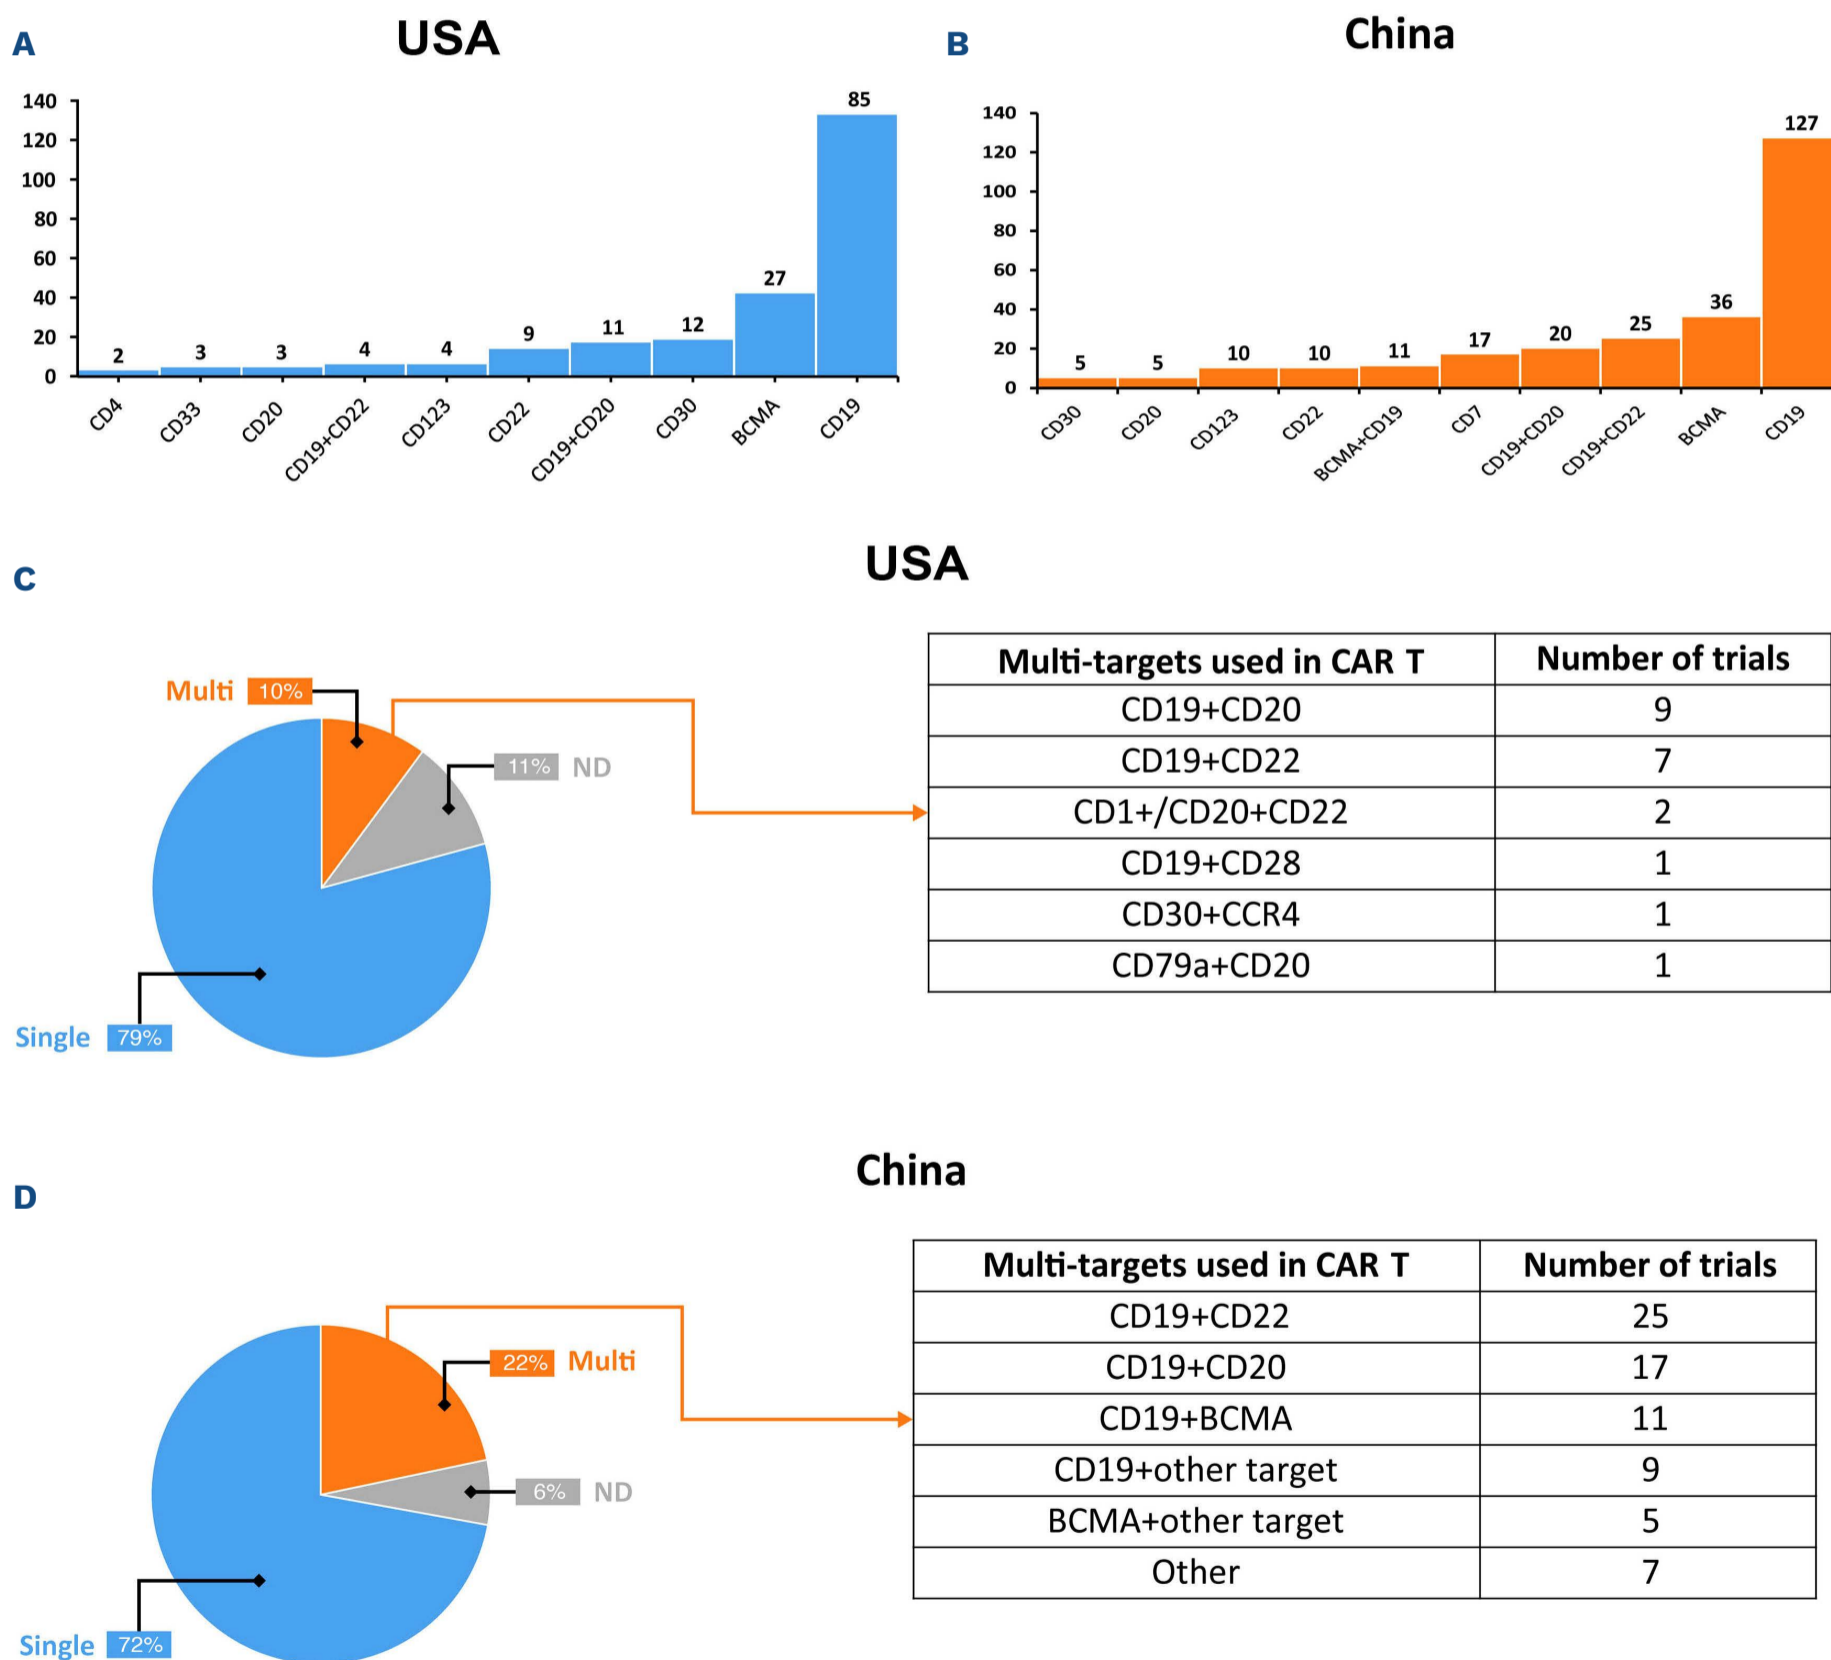 A
USA
140
120
100
80
60
40
20
0
2
3
3
4
4
9
11
12
27
85
CD4
CD33
CD20
CD19+CD22
CD123
CD22
CD19+CD20
CD30
BCMA
CD19
B
China
140
120
100
80
60
40
20
0
5
5
10
10
11
17
20
25
36
127
CD30
CD20
CD123
CD22
BCMA+CD19
CD7
CD19+CD20
CD19+CD22
BCMA
CD19
C
USA
Multi 10%
11% ND
Single 79%
Multi-targets used in CAR T Number of trials
CD19+CD20 9
CD19+CD22 7
CD1+/CD20+CD22 2
CD19+CD28 1
CD30+CCR4 1
CD79a+CD20 1
D
China
22% Multi
6% ND
Single 72%
Multi-targets used in CAR T Number of trials
CD19+CD22 25
CD19+CD20 17
CD19+BCMA 11
CD19+other target 9
BCMA+other target 5
Other 7